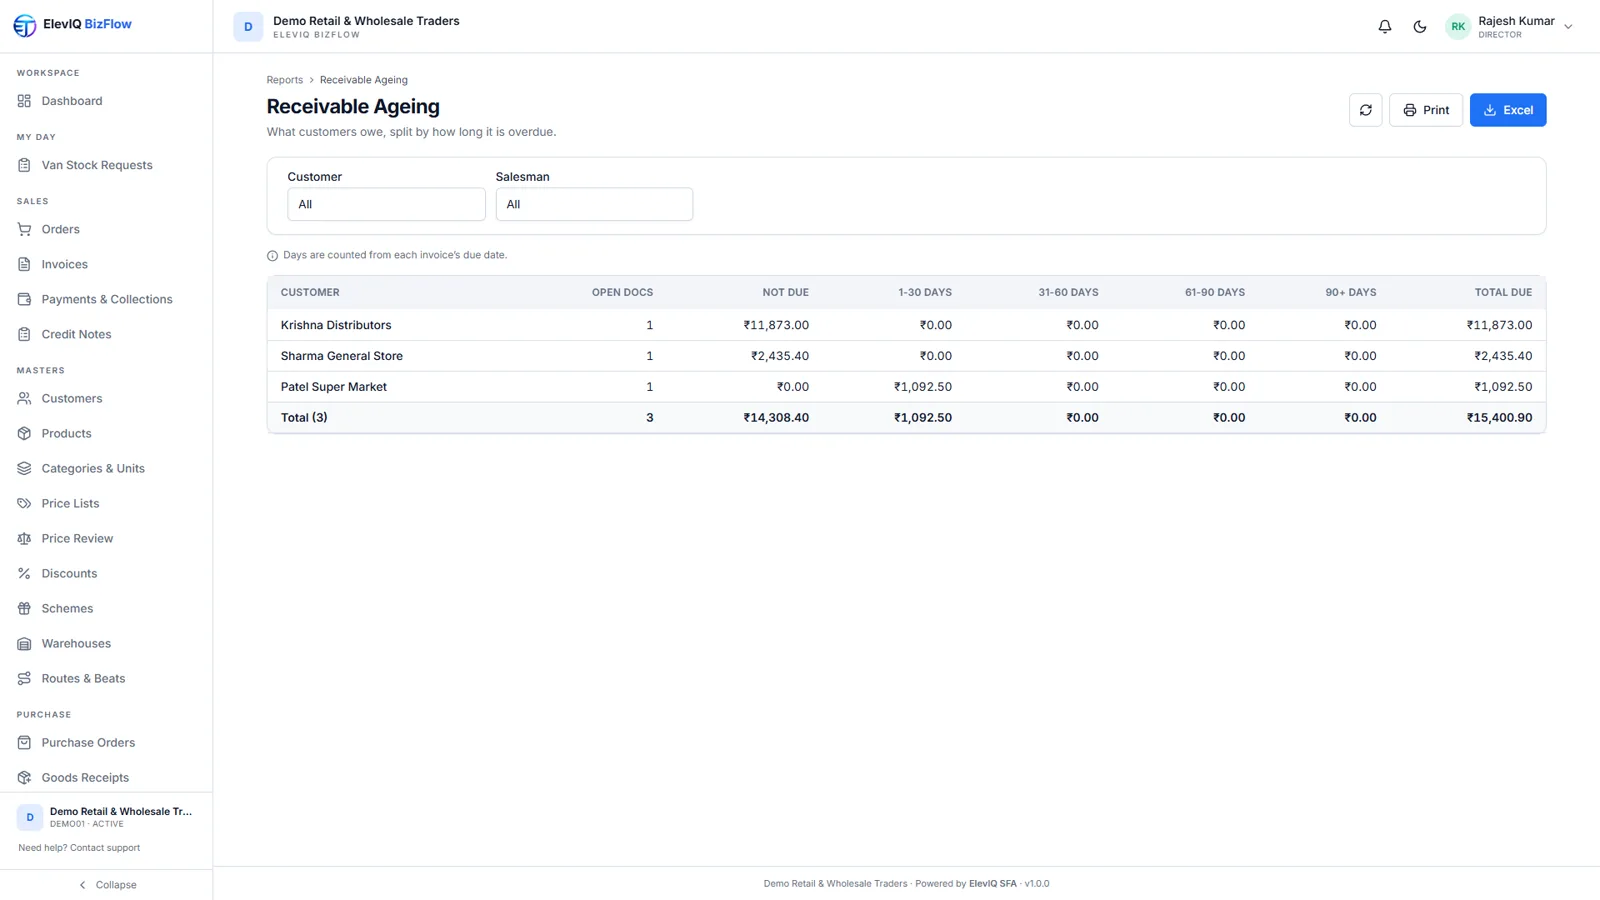 ElevIQ BizFlow
WORKSPACE
Dashboard
MY DAY
Van Stock Requests
SALES
Orders
Invoices
Payments & Collections
Credit Notes
MASTERS
Customers
Products
Categories & Units
Price Lists
Price Review
Discounts
Schemes
Warehouses
Routes & Beats
PURCHASE
Purchase Orders
Goods Receipts
D
Demo Retail & Wholesale Tr...
DEMO01 · ACTIVE
Need help? Contact support
Collapse
D
Demo Retail & Wholesale Traders
ELEVIQ BIZFLOW
RK
Rajesh Kumar
DIRECTOR
Reports > Receivable Ageing
Receivable Ageing
What customers owe, split by how long it is overdue.
Print
Excel
Customer Salesman
All All
Days are counted from each invoice's due date.
CUSTOMER OPEN DOCS NOT DUE 1-30 DAYS 31-60 DAYS 61-90 DAYS 90+ DAYS TOTAL DUE
Krishna Distributors 1 ₹11,873.00 ₹0.00 ₹0.00 ₹0.00 ₹0.00 ₹11,873.00
Sharma General Store 1 ₹2,435.40 ₹0.00 ₹0.00 ₹0.00 ₹0.00 ₹2,435.40
Patel Super Market 1 ₹0.00 ₹1,092.50 ₹0.00 ₹0.00 ₹0.00 ₹1,092.50
Total (3) 3 ₹14,308.40 ₹1,092.50 ₹0.00 ₹0.00 ₹0.00 ₹15,400.90
Demo Retail & Wholesale Traders · Powered by ElevIQ SFA · v1.0.0